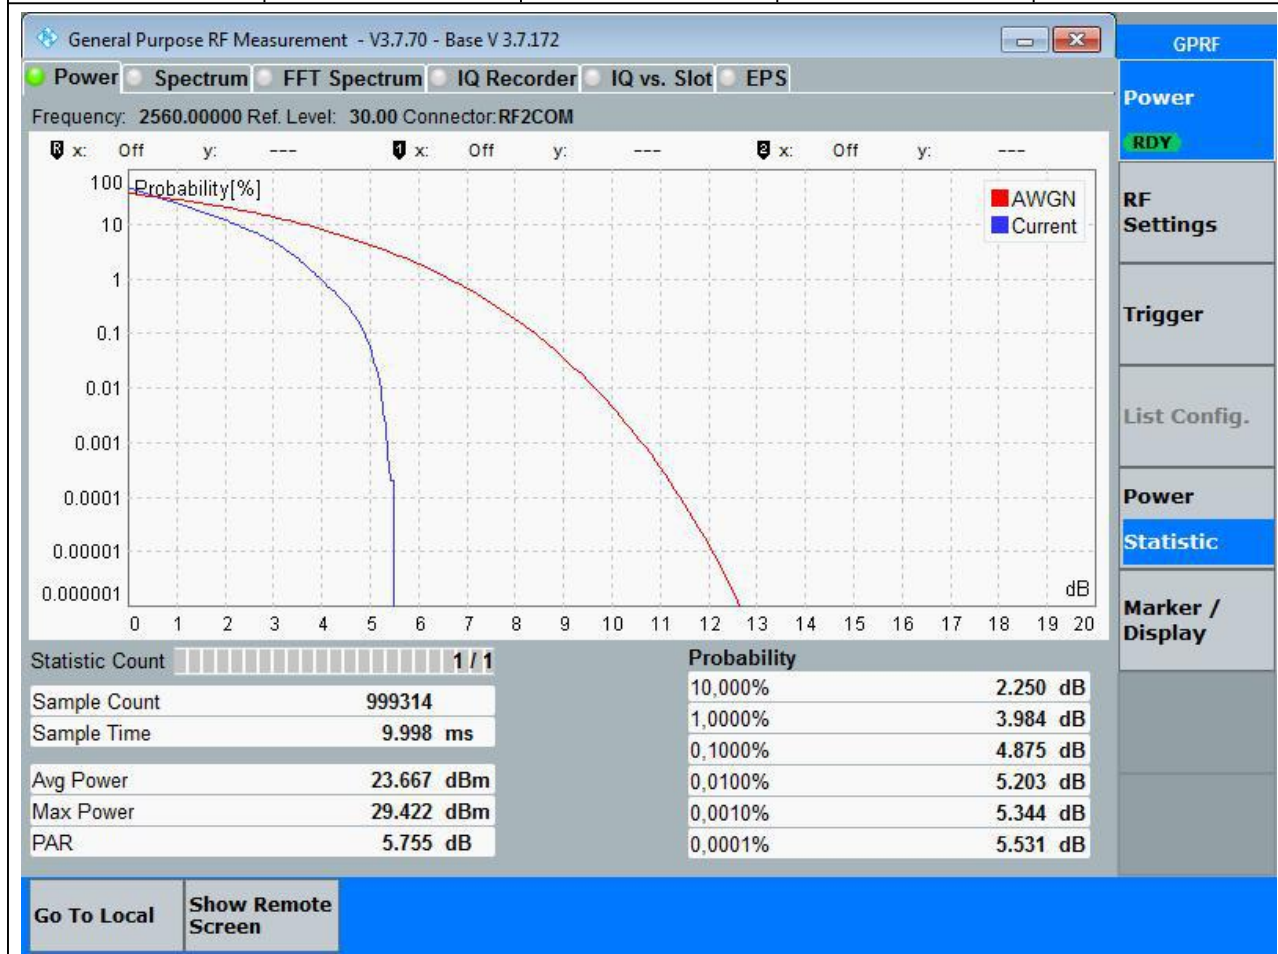 General Purpose RF Measurement - V3.7.70 - Base V 3.7.172
GPRF
Power Spectrum FFT Spectrum IQ Recorder IQ vs. Slot EPS
Frequency: 2560.00000 Ref. Level: 30.00 Connector: RF2COM
R x: Off y: --- 1 x: Off y: --- 2 x: Off y: ---
Probability[%]
AWGN
Current
100
10
1
0.1
0.01
0.001
0.0001
0.00001
0.000001
dB
0 1 2 3 4 5 6 7 8 9 10 11 12 13 14 15 16 17 18 19 20
Statistic Count 1 / 1
Sample Count 999314
Sample Time 9.998 ms
Avg Power 23.667 dBm
Max Power 29.422 dBm
PAR 5.755 dB
Probability
10,000% 2.250 dB
1,0000% 3.984 dB
0,1000% 4.875 dB
0,0100% 5.203 dB
0,0010% 5.344 dB
0,0001% 5.531 dB
Power
RDY
RF
Settings
Trigger
List Config.
Power
Statistic
Marker /
Display
Go To Local
Show Remote
Screen